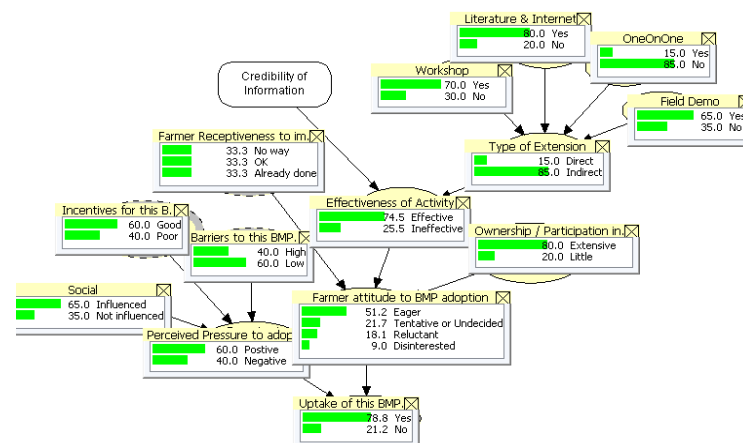 Literature & Internet
80.0 Yes
20.0 No
OneOnOne
15.0 Yes
85.0 No
Credibility of
Information
Workshop
70.0 Yes
30.0 No
Field Demo
65.0 Yes
35.0 No
Farmer Receptiveness to im.
33.3 No way
33.3 OK
33.3 Already done
Type of Extension
15.0 Direct
85.0 Indirect
Effectiveness of Activity
74.5 Effective
25.5 Ineffective
Incentives for this B.
60.0 Good
40.0 Poor
Barriers to this BMP.
40.0 High
60.0 Low
Ownership / Participation in.
80.0 Extensive
20.0 Little
Social
65.0 Influenced
35.0 Not influenced
Farmer attitude to BMP adoption
51.2 Eager
21.7 Tentative or Undecided
18.1 Reluctant
9.0 Disinterested
Perceived Pressure to adop
60.0 Postive
40.0 Negative
Uptake of this BMP.
78.8 Yes
21.2 No